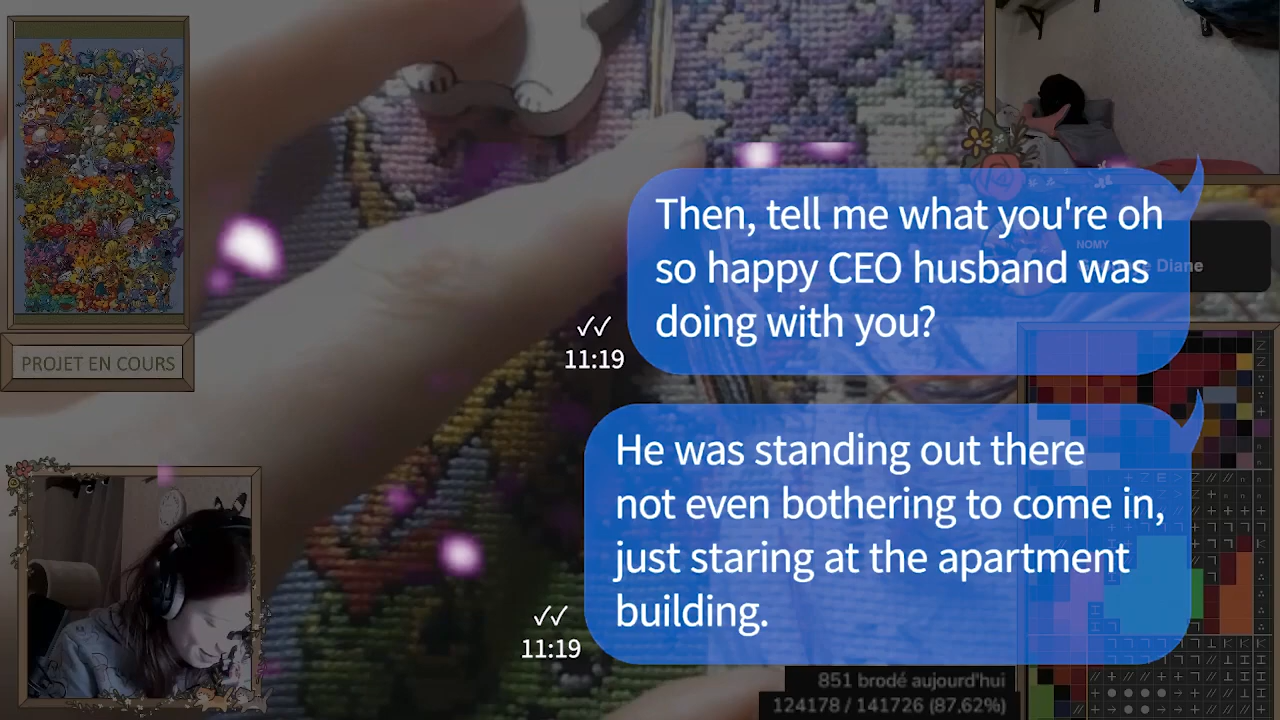 Then, tell me what you're oh
so happy CEO husband was
doing with you?
11:19
NOMY
Diane
PROJET EN COURS
He was standing out there
not even bothering to come in,
just staring at the apartment
building.
11:19
851 brodé aujourd'hui
124178 / 141726 (87,62%)